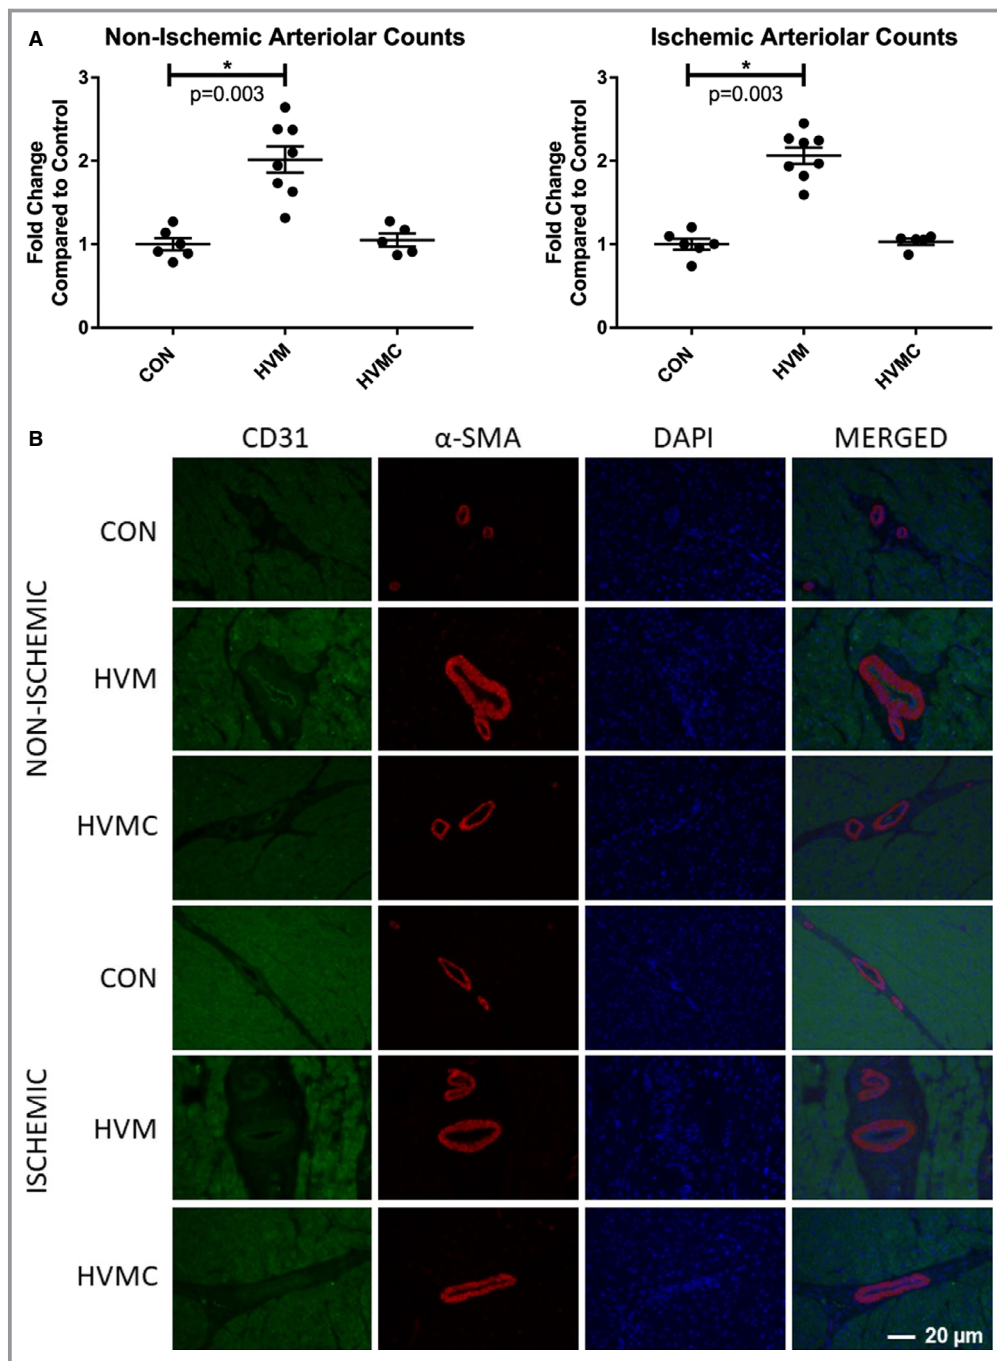 A
Non-Ischemic Arteriolar Counts
Fold Change
Compared to Control
3
2
1
0
*
p=0.003
CON
HVM
HVMC
Ischemic Arteriolar Counts
Fold Change
Compared to Control
3
2
1
0
*
p=0.003
CON
HVM
HVMC
B
CD31 α-SMA DAPI MERGED
NON-ISCHEMIC
CON
HVM
HVMC
ISCHEMIC
CON
HVM
HVMC
20 µm